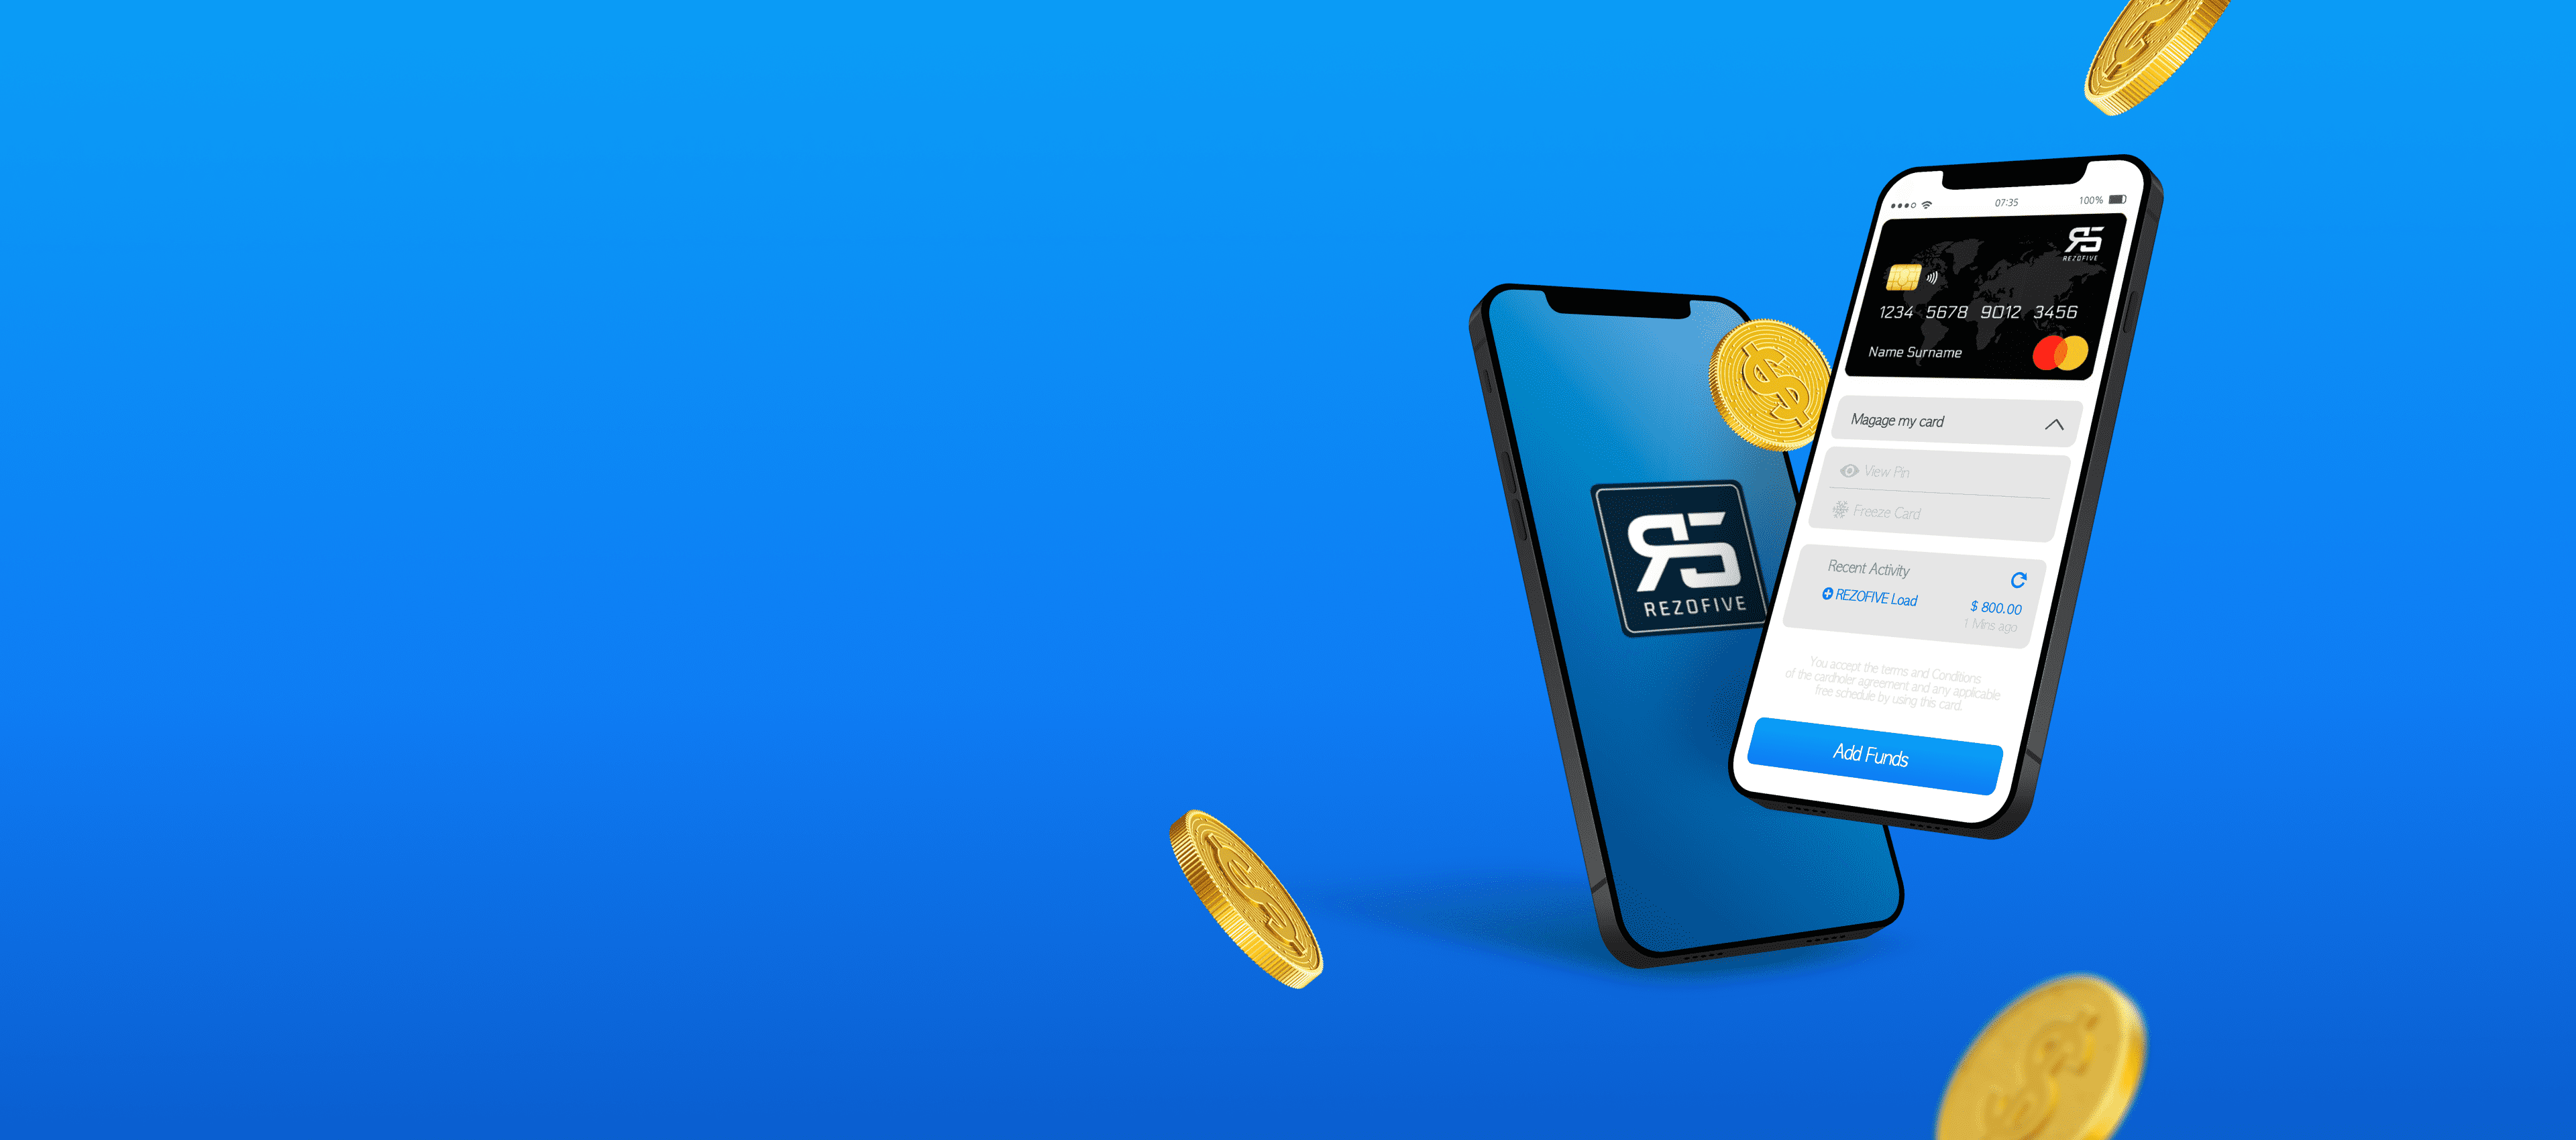 07:35
100%
R5
REZOFIVE
1234 5678 9012 3456
Name Surname
Magage my card
View Pin
Freeze Card
Recent Activity
REZOFIVE Load
$ 800.00
1 Mins ago
You accept the terms and Conditions
of the cardholer agreement and any applicable
free schedule by using this card.
Add Funds
R5
REZOFIVE